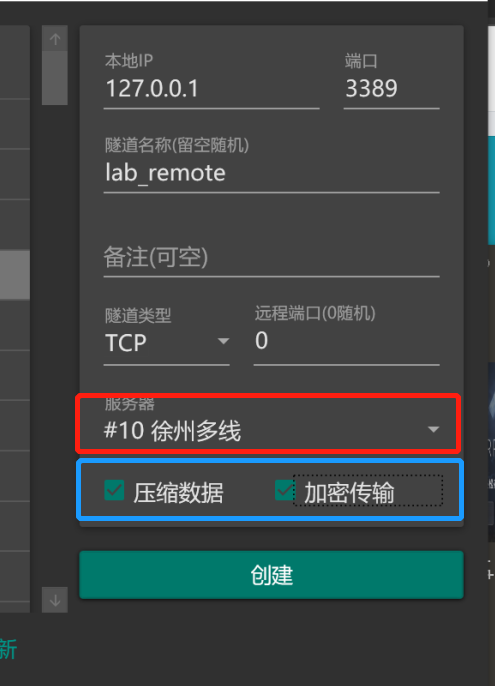 本地IP 端口
127.0.0.1 3389
隧道名称(留空随机)
lab_remote
备注(可空)
隧道类型 远程端口(0随机)
TCP 0
服务器
#10 徐州多线
压缩数据 加密传输
创建
新